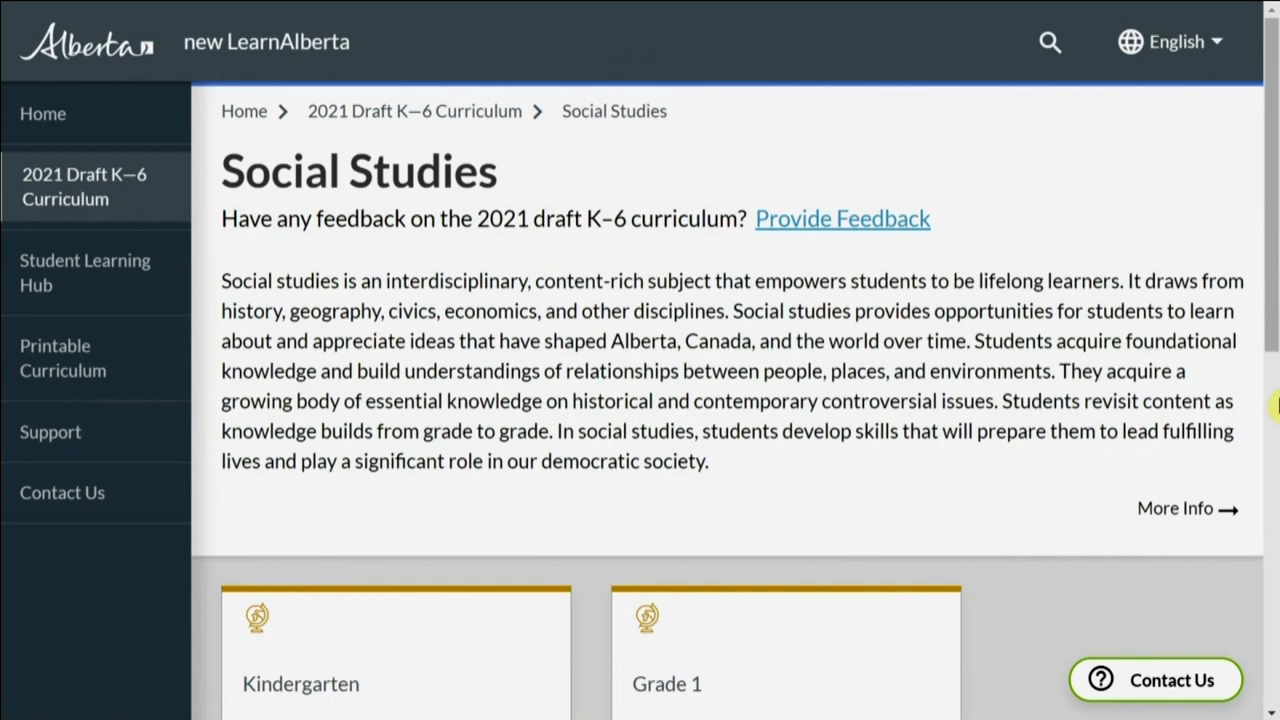 Alberta
new LearnAlberta
English
Home
2021 Draft K—6
Curriculum
Student Learning
Hub
Printable
Curriculum
Support
Contact Us
Home 2021 Draft K—6 Curriculum Social Studies
Social Studies
Have any feedback on the 2021 draft K–6 curriculum? Provide Feedback
Social studies is an interdisciplinary, content-rich subject that empowers students to be lifelong learners. It draws from
history, geography, civics, economics, and other disciplines. Social studies provides opportunities for students to learn
about and appreciate ideas that have shaped Alberta, Canada, and the world over time. Students acquire foundational
knowledge and build understandings of relationships between people, places, and environments. They acquire a
growing body of essential knowledge on historical and contemporary controversial issues. Students revisit content as
knowledge builds from grade to grade. In social studies, students develop skills that will prepare them to lead fulfilling
lives and play a significant role in our democratic society.
More Info
Kindergarten
Grade 1
Contact Us